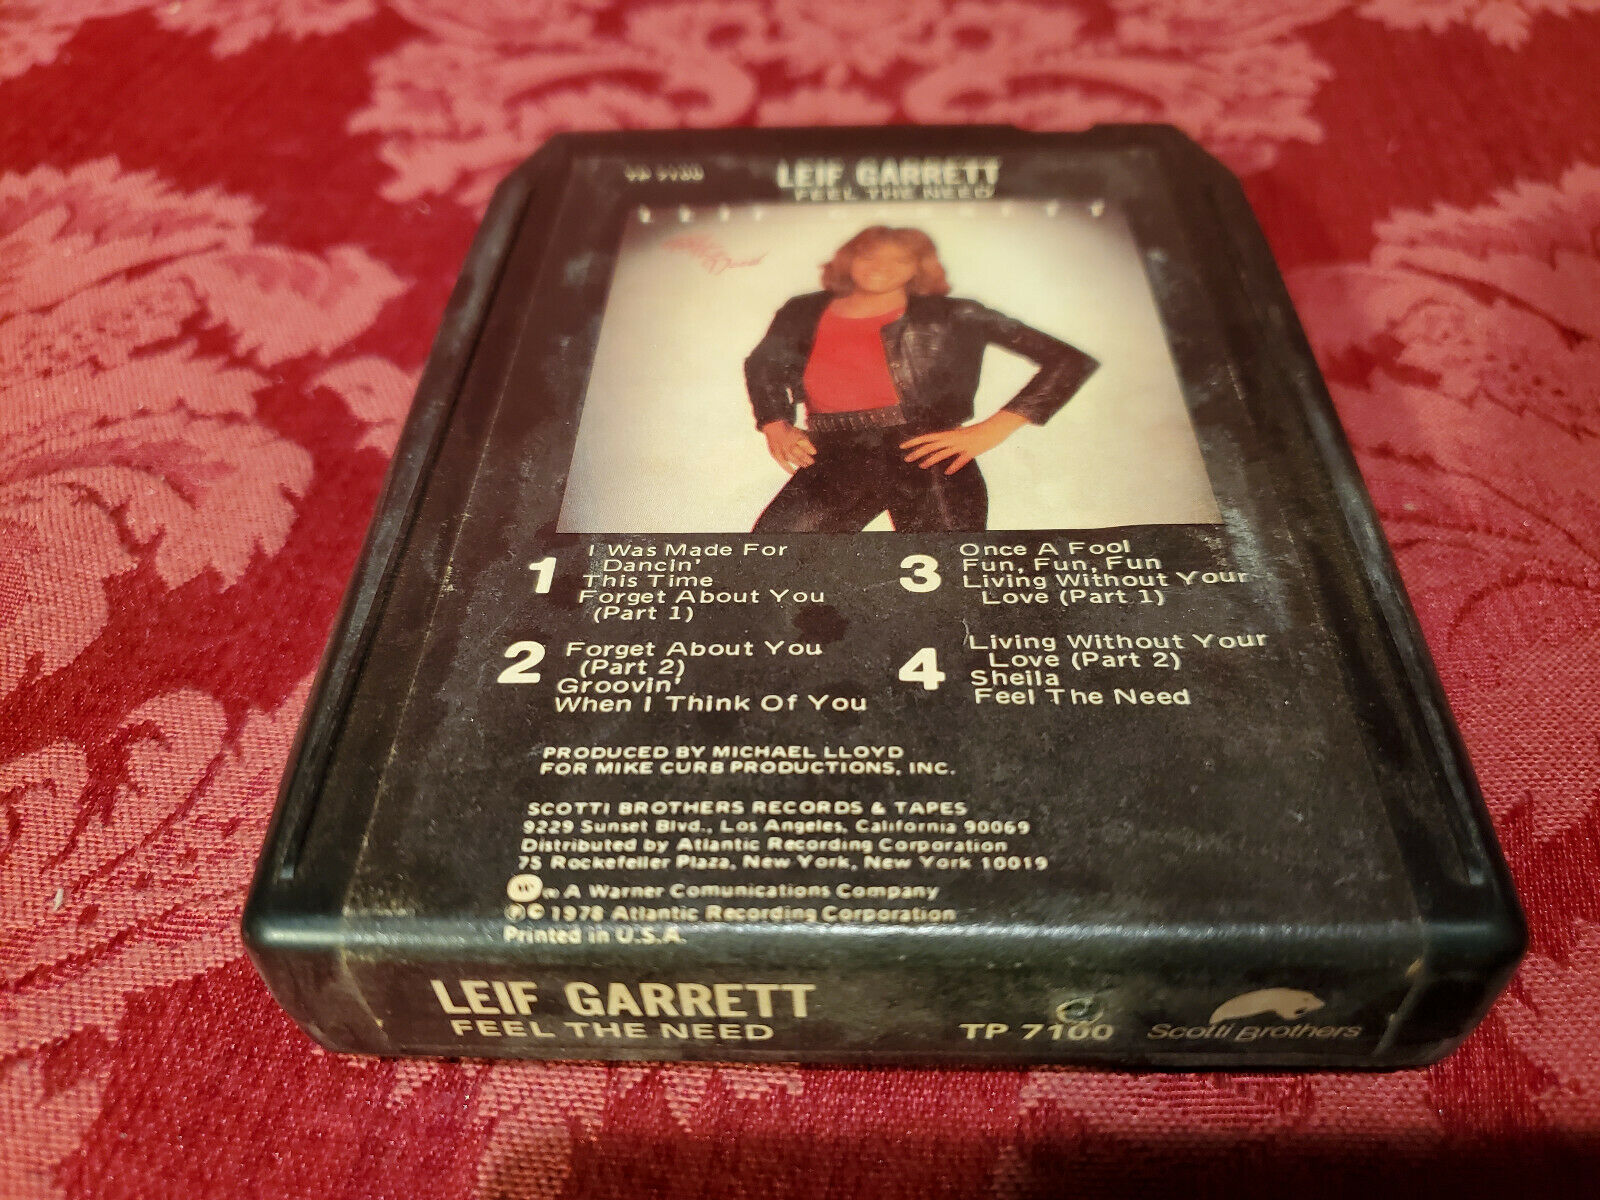 LEIF GARRETT
FEEL THE NEED
LEIF GARRETT
1
I Was Made For
Dancin'
This Time
Forget About You
(Part 1)
2
Forget About You
(Part 2)
Groovin'
When I Think Of You
3
Once A Fool
Fun, Fun, Fun
Living Without Your
Love (Part 1)
4
Living Without Your
Love (Part 2)
Sheila
Feel The Need
PRODUCED BY MICHAEL LLOYD
FOR MIKE CURB PRODUCTIONS, INC.
SCOTTI BROTHERS RECORDS & TAPES
9229 Sunset Blvd., Los Angeles, California 90069
Distributed by Atlantic Recording Corporation
75 Rockefeller Plaza, New York, New York 10019
A Warner Comunications Company
℗© 1978 Atlantic Recording Corporation
Printed in U.S.A.
LEIF GARRETT
FEEL THE NEED
TP 7100
Scotti Brothers